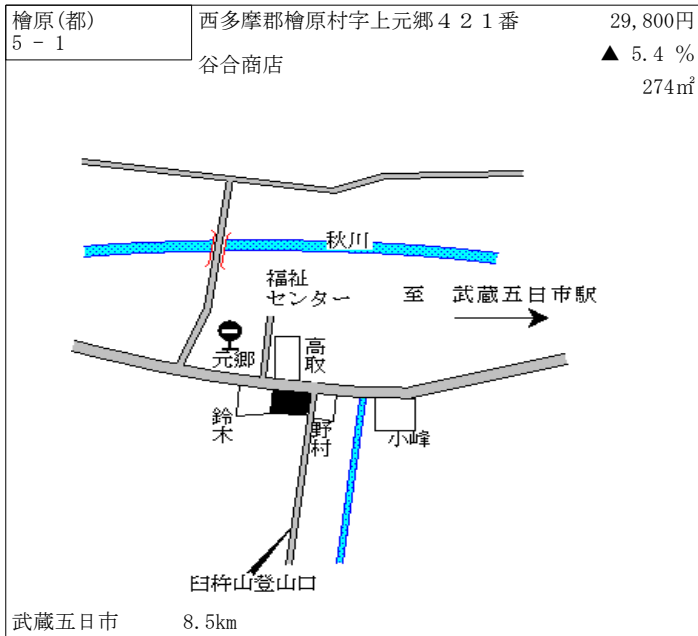 檜原(都)
5 - 1
西多摩郡檜原村字上元郷４２１番
谷合商店
29,800円
▲ 5.4 %
274㎡
秋川
福祉
センター
至 武蔵五日市駅
元郷
高取
鈴木
野村
小峰
臼杵山登山口
武蔵五日市 8.5km